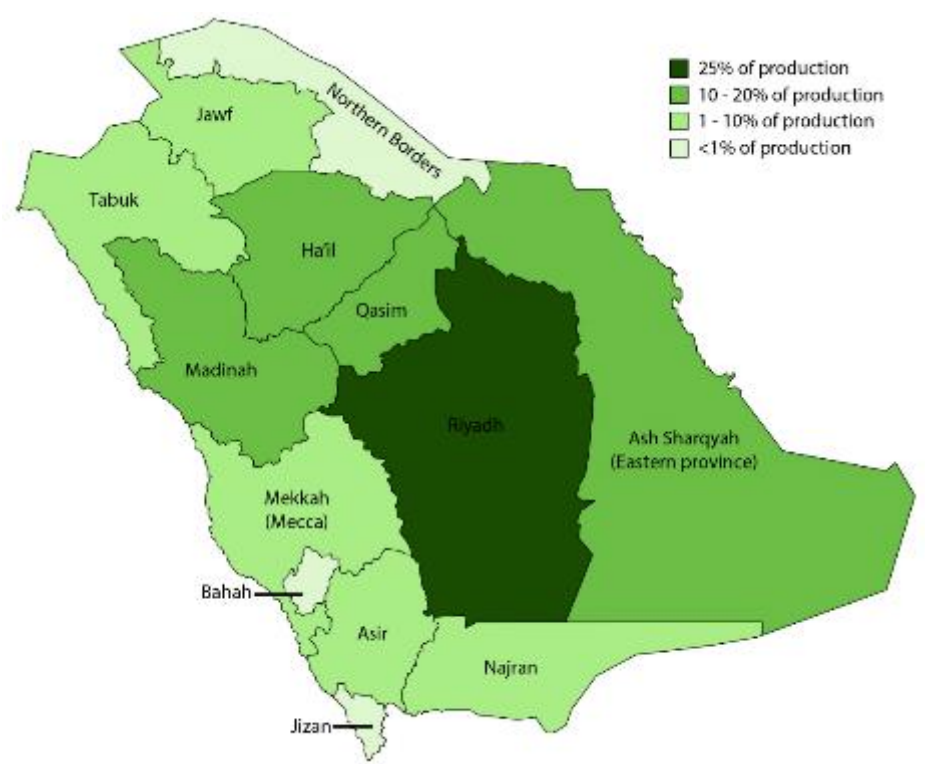 25% of production
10 - 20% of production
1 - 10% of production
<1% of production
Northern Borders
Jawf
Tabuk
Ha'il
Qasim
Madinah
Riyadh
Ash Sharqyah
(Eastern province)
Mekkah
(Mecca)
Bahah
Asir
Najran
Jizan